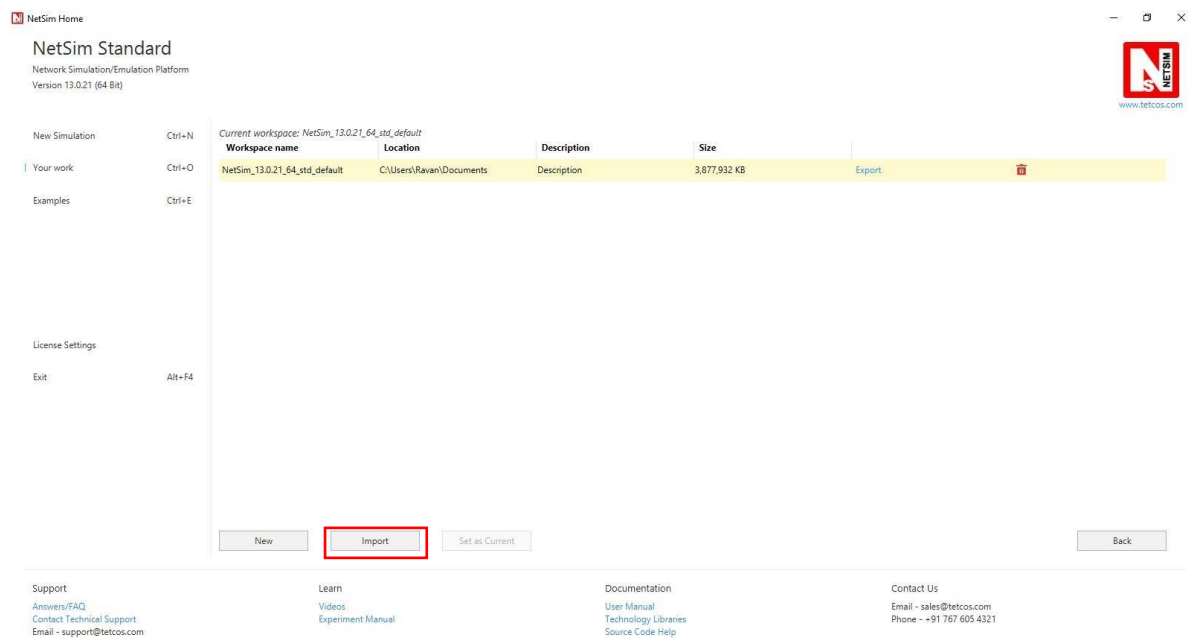 NetSim Home
NetSim Standard
Network Simulation/Emulation Platform
Version 13.0.21 (64 Bit)
N
S
NETSIM
www.tetcos.com
New Simulation Ctrl+N
Your work Ctrl+O
Examples Ctrl+E
License Settings
Exit Alt+F4
Current workspace: NetSim_13.0.21_64_std_default
Workspace name Location Description Size
NetSim_13.0.21_64_std_default C:\Users\Ravan\Documents Description 3,877,932 KB Export
New Import Set as Current Back
Support
Answers/FAQ
Contact Technical Support
Email - support@tetcos.com
Learn
Videos
Experiment Manual
Documentation
User Manual
Technology Libraries
Source Code Help
Contact Us
Email - sales@tetcos.com
Phone - +91 767 605 4321